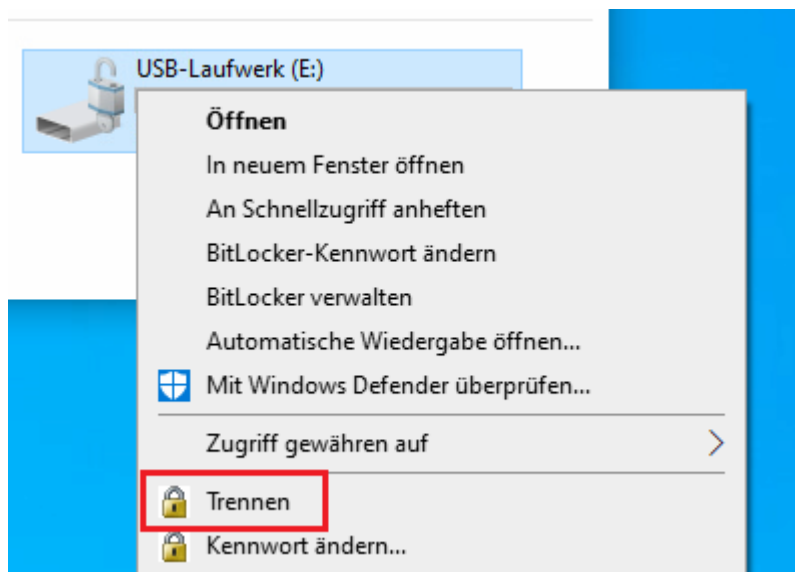 USB-Laufwerk (E:)
Öffnen
In neuem Fenster öffnen
An Schnellzugriff anheften
BitLocker-Kennwort ändern
BitLocker verwalten
Automatische Wiedergabe öffnen...
Mit Windows Defender überprüfen...
Zugriff gewähren auf
Trennen
Kennwort ändern...